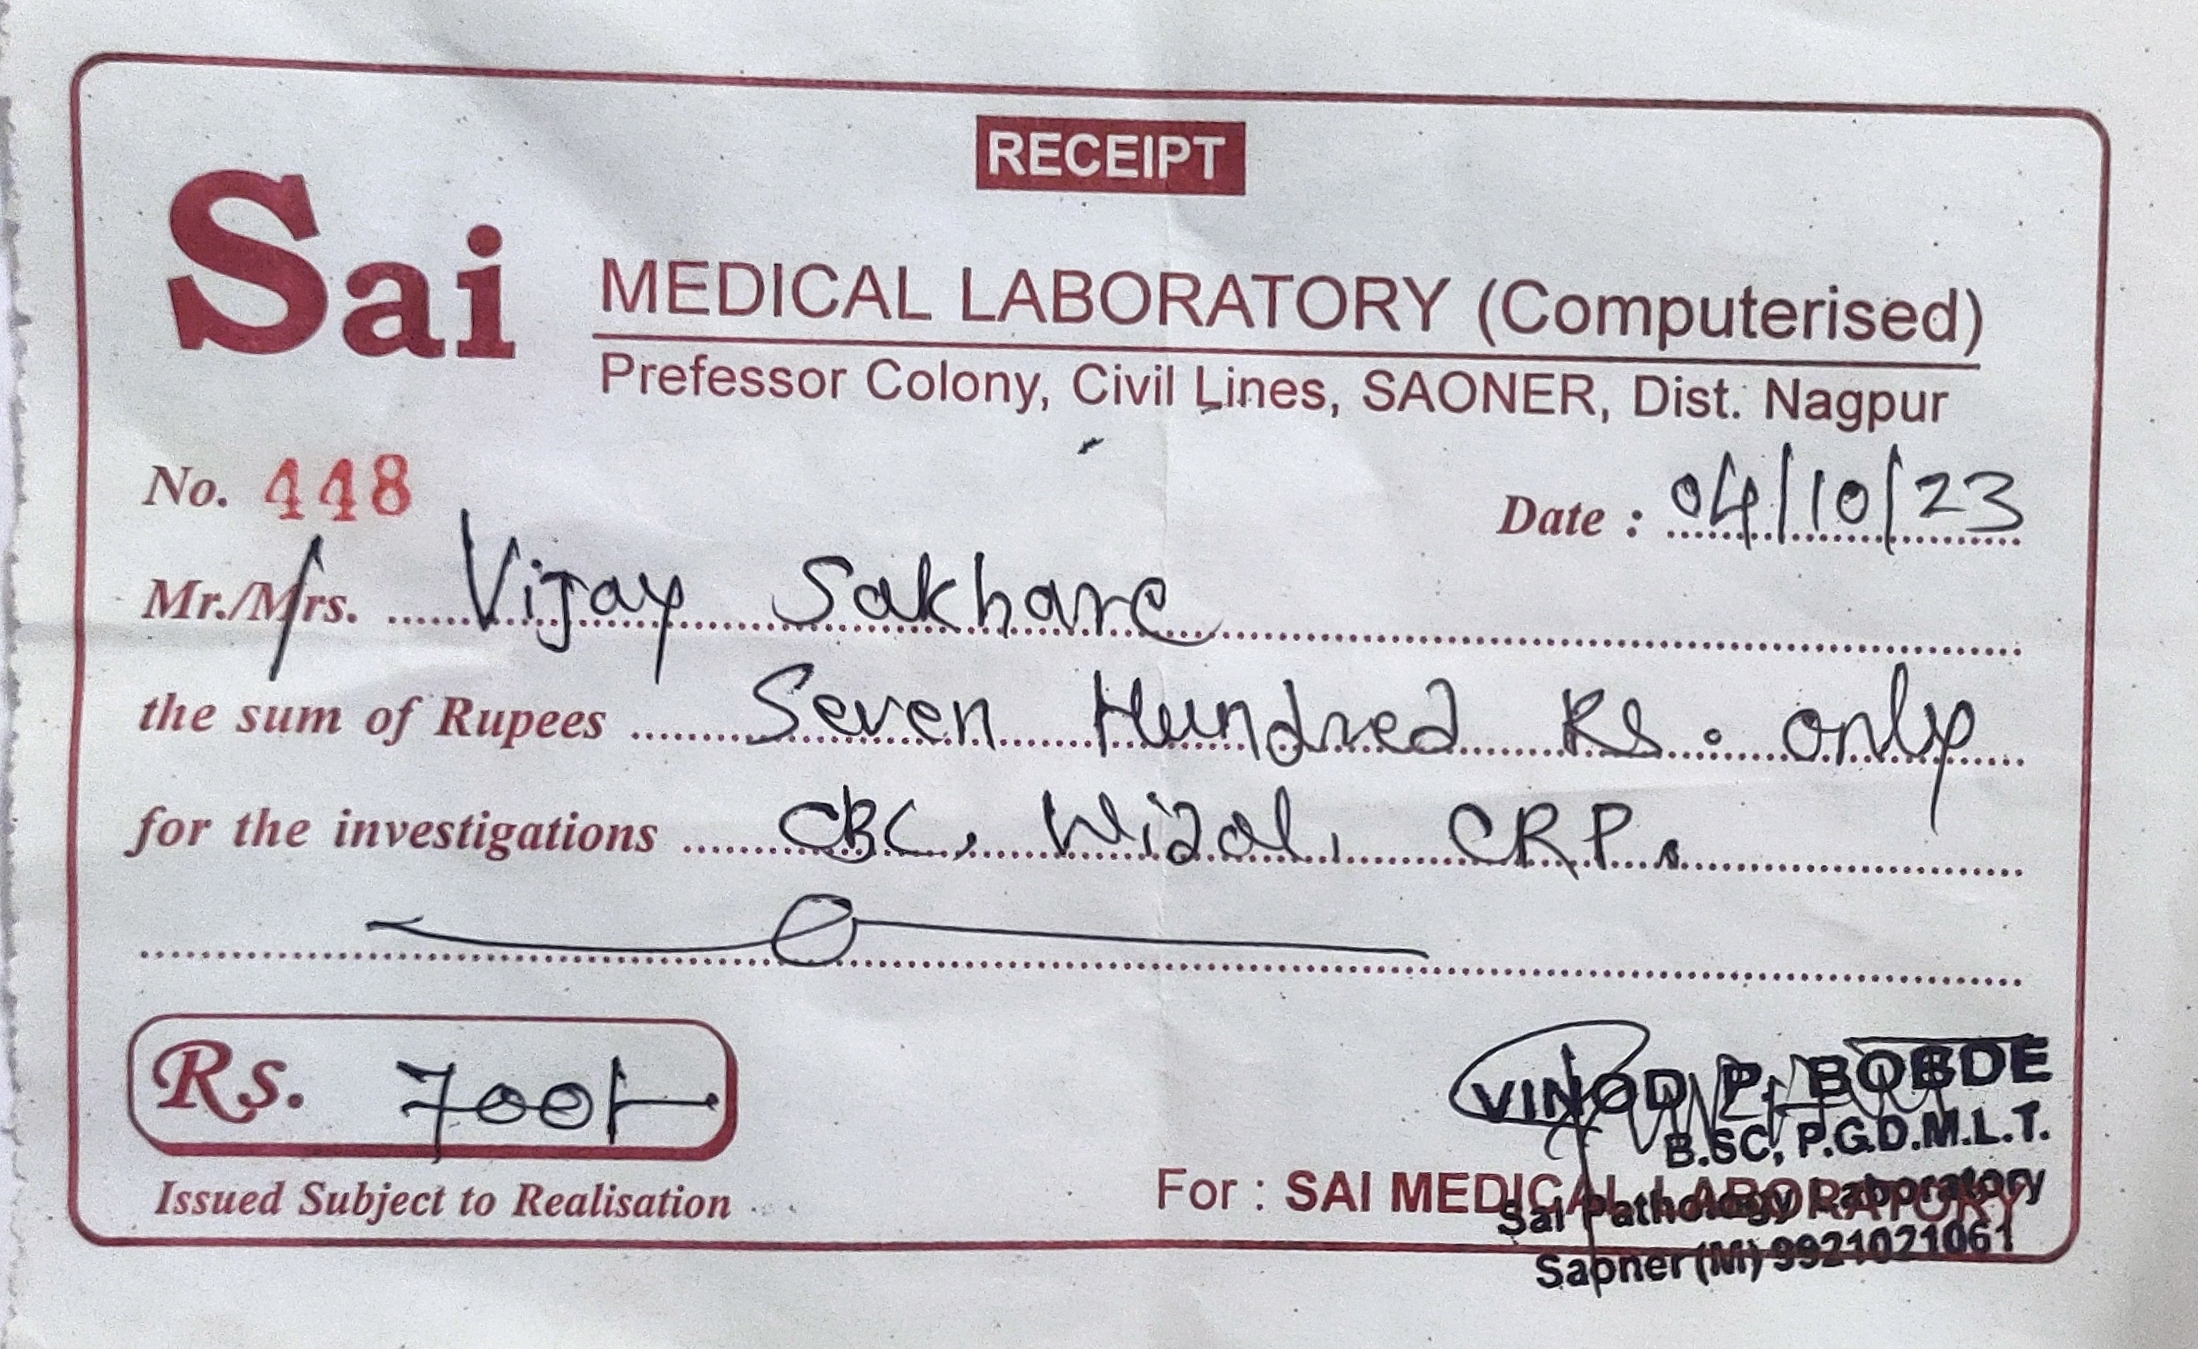 RECEIPT
Sai MEDICAL LABORATORY (Computerised)
Prefessor Colony, Civil Lines, SAONER, Dist. Nagpur
No. 448
Date : 04/10/23
Mr./Mrs. Vijay Sakhare
the sum of Rupees Seven Hundred Rs. only
for the investigations CBC, Widal, CRP.
Rs. 700/-
VINOD P. BOBDE
B.SC, P.G.D.M.L.T.
Issued Subject to Realisation
For : SAI MEDICAL LABORATORY
Sai Pathology Laboratory
Saoner (M) 9921021061